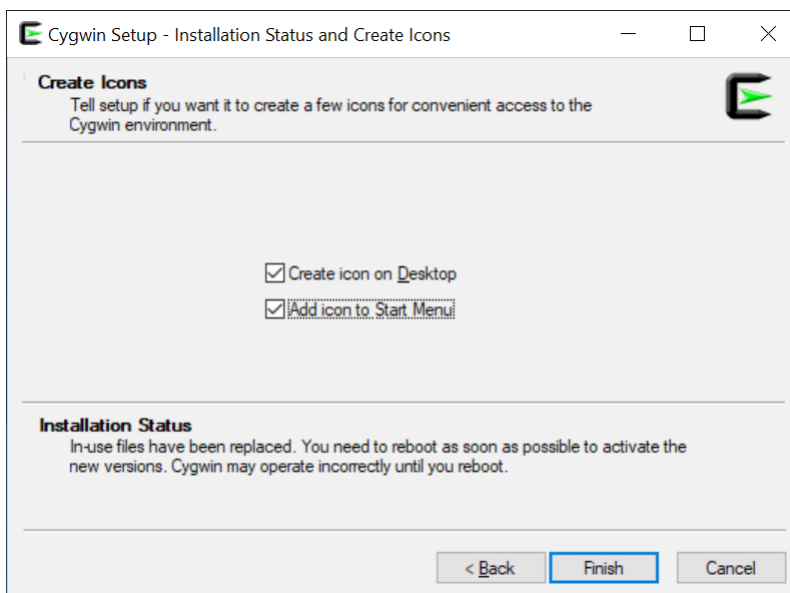 Cygwin Setup - Installation Status and Create Icons
Create Icons
Tell setup if you want it to create a few icons for convenient access to the
Cygwin environment.
Create icon on Desktop
Add icon to Start Menu
Installation Status
In-use files have been replaced. You need to reboot as soon as possible to activate the
new versions. Cygwin may operate incorrectly until you reboot.
< Back Finish Cancel